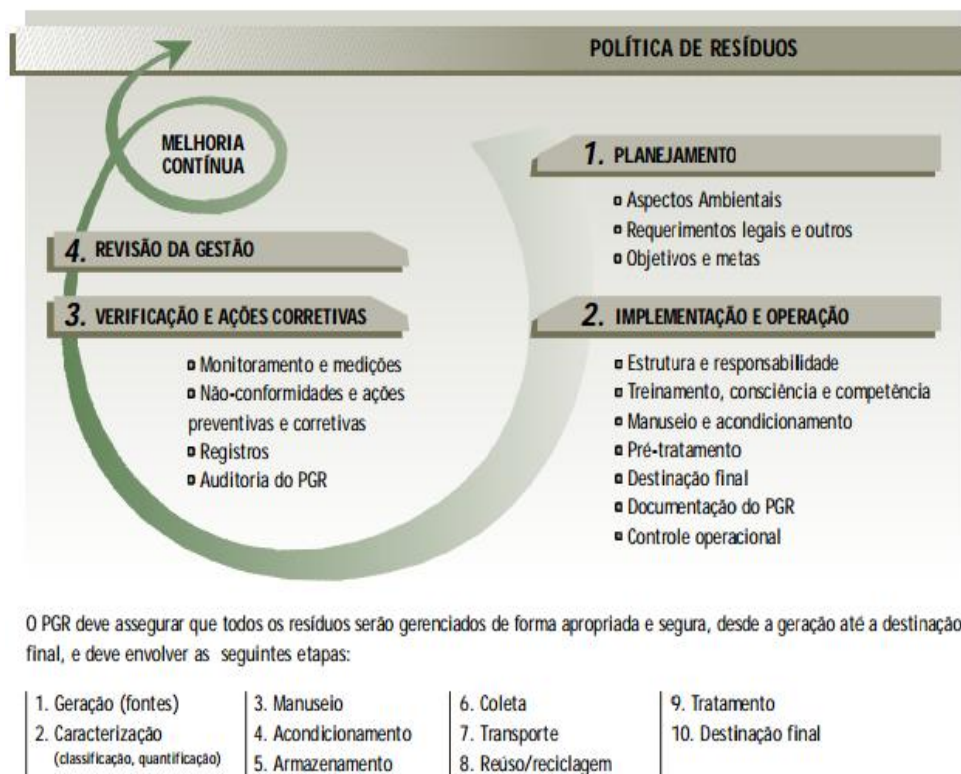 POLÍTICA DE RESÍDUOS
MELHORIA
CONTÍNUA
1. PLANEJAMENTO
▫ Aspectos Ambientais
▫ Requerimentos legais e outros
▫ Objetivos e metas
2. IMPLEMENTAÇÃO E OPERAÇÃO
▫ Estrutura e responsabilidade
▫ Treinamento, consciência e competência
▫ Manuseio e acondicionamento
▫ Pré-tratamento
▫ Destinação final
▫ Documentação do PGR
▫ Controle operacional
3. VERIFICAÇÃO E AÇÕES CORRETIVAS
▫ Monitoramento e medições
▫ Não-conformidades e ações
preventivas e corretivas
▫ Registros
▫ Auditoria do PGR
4. REVISÃO DA GESTÃO
O PGR deve assegurar que todos os resíduos serão gerenciados de forma apropriada e segura, desde a geração até a destinação
final, e deve envolver as seguintes etapas:
1. Geração (fontes)
2. Caracterização
(classificação, quantificação)
3. Manuseio
4. Acondicionamento
5. Armazenamento
6. Coleta
7. Transporte
8. Reúso/reciclagem
9. Tratamento
10. Destinação final